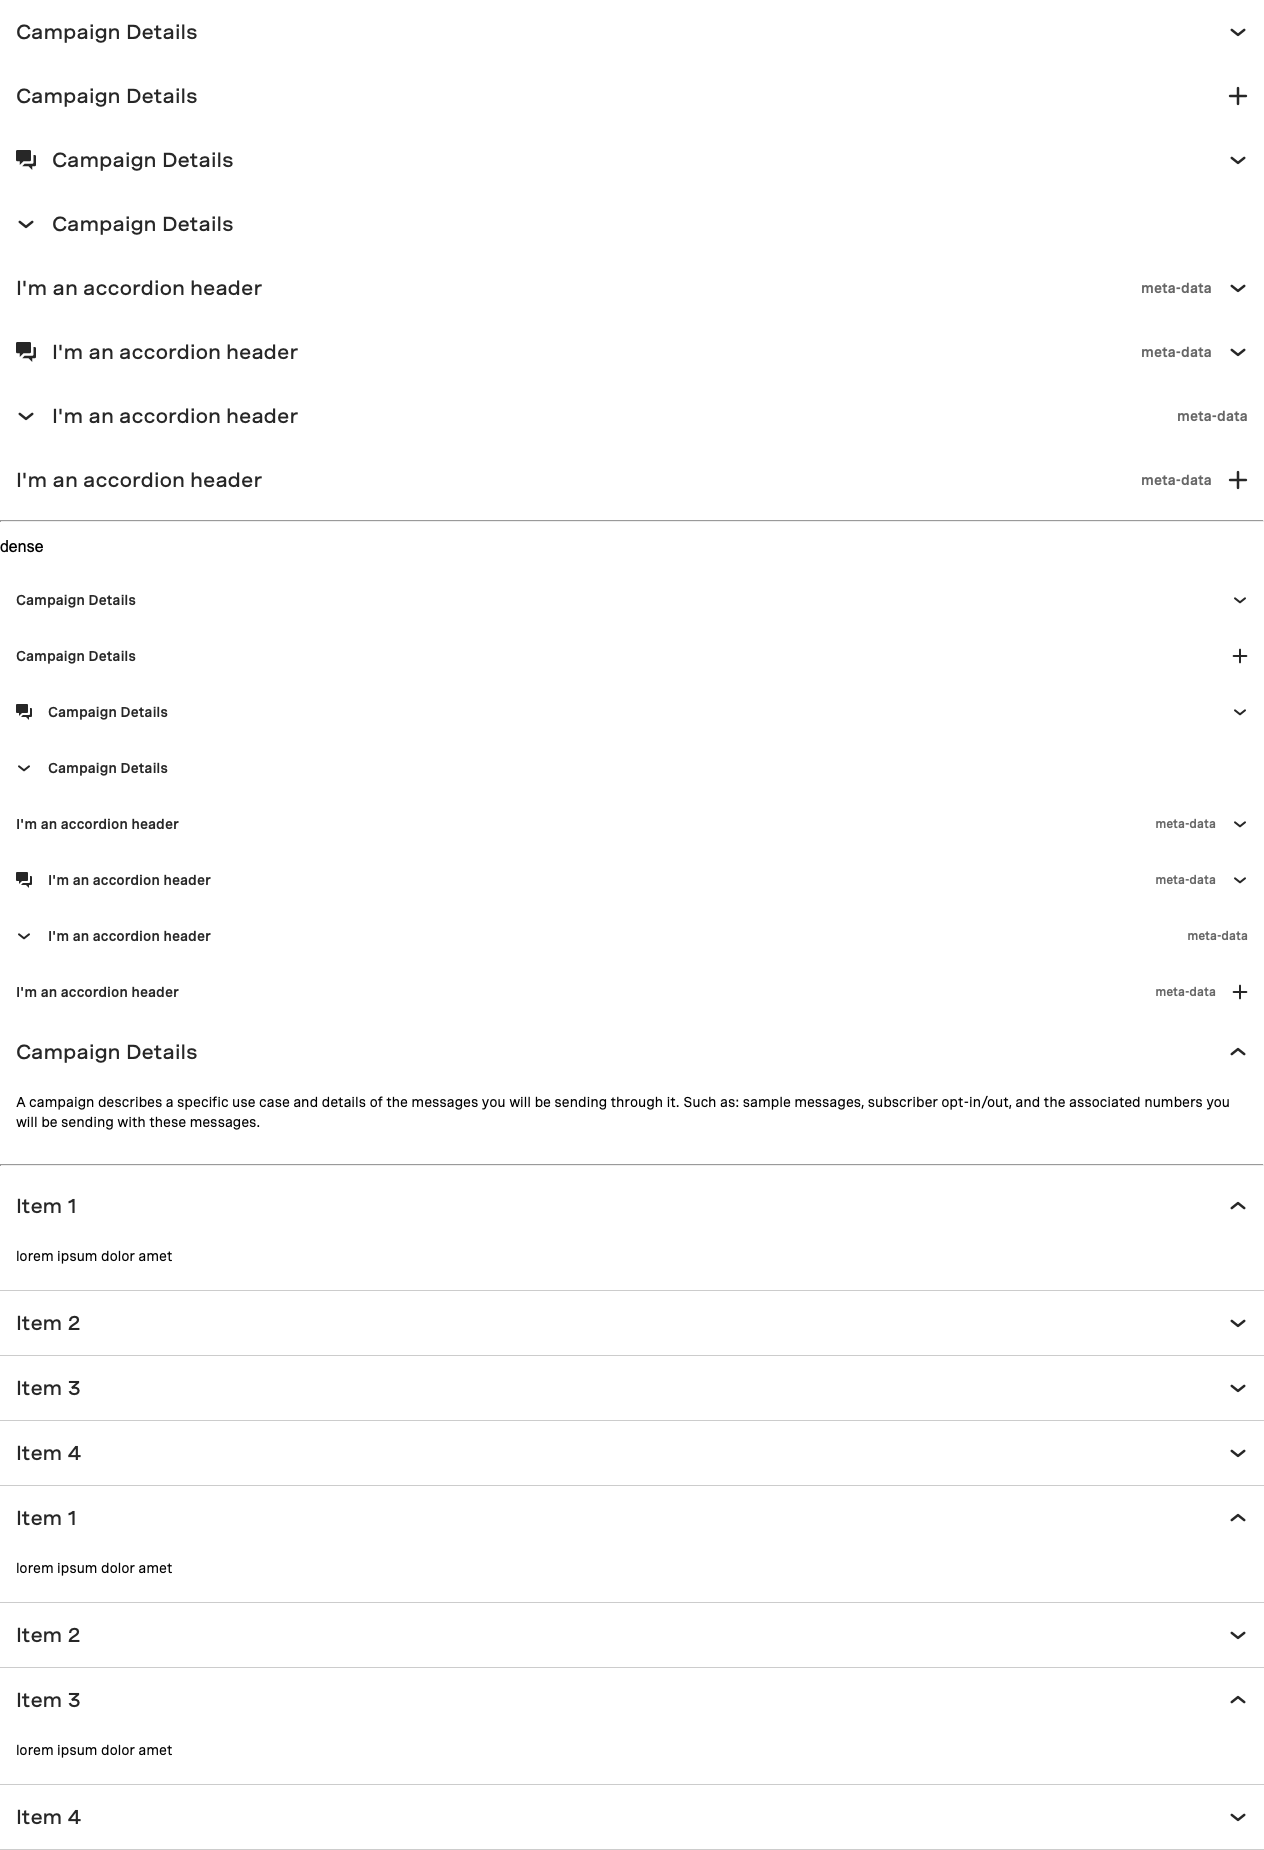 Campaign Details
Campaign Details
Campaign Details
Campaign Details
I'm an accordion header meta-data
I'm an accordion header meta-data
I'm an accordion header meta-data
I'm an accordion header meta-data
dense
Campaign Details
Campaign Details
Campaign Details
Campaign Details
I'm an accordion header meta-data
I'm an accordion header meta-data
I'm an accordion header meta-data
I'm an accordion header meta-data
Campaign Details
A campaign describes a specific use case and details of the messages you will be sending through it. Such as: sample messages, subscriber opt-in/out, and the associated numbers you
will be sending with these messages.
Item 1
lorem ipsum dolor amet
Item 2
Item 3
Item 4
Item 1
lorem ipsum dolor amet
Item 2
Item 3
lorem ipsum dolor amet
Item 4